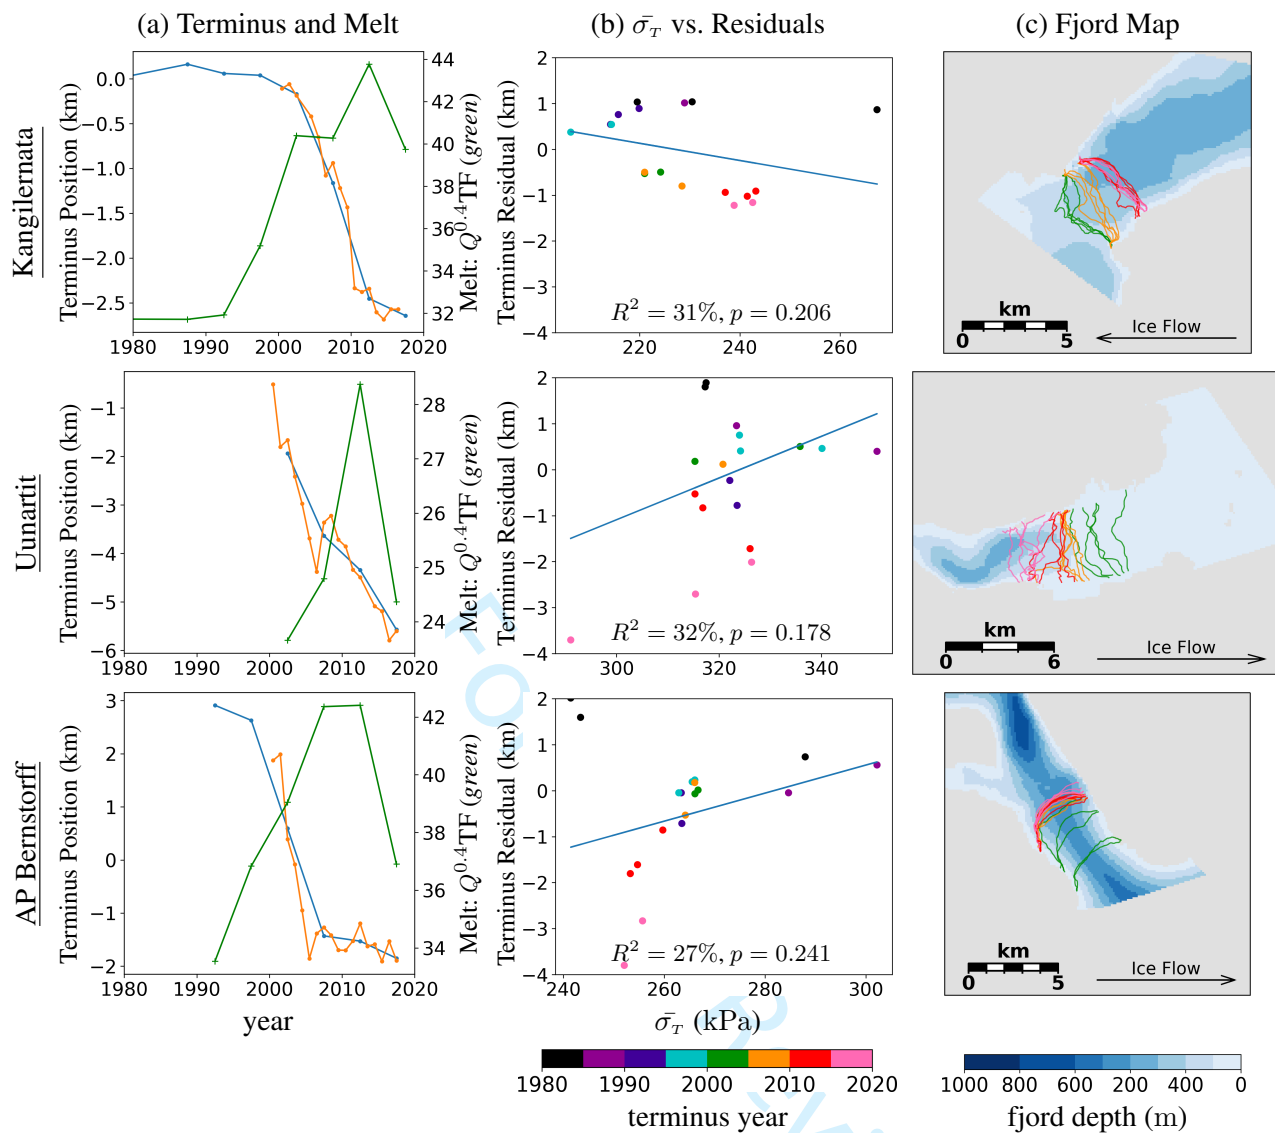 (a) Terminus and Melt
(b) σ̄_T vs. Residuals
(c) Fjord Map
Kangilernata
Terminus Position (km)
0.0
−0.5
−1.0
−1.5
−2.0
−2.5
1980 1990 2000 2010 2020
44
42
40
38
36
34
32
Melt: Q^0.4TF (green)
Terminus Residual (km)
2
1
0
−1
−2
−3
−4
R² = 31%, p = 0.206
220 240 260
km
0 5
Ice Flow
Uunartit
Terminus Position (km)
−1
−2
−3
−4
−5
−6
1980 1990 2000 2010 2020
28
27
26
25
24
Melt: Q^0.4TF (green)
Terminus Residual (km)
2
1
0
−1
−2
−3
−4
R² = 32%, p = 0.178
300 320 340
km
0 6
Ice Flow
AP Bernstorff
Terminus Position (km)
3
2
1
0
−1
−2
1980 1990 2000 2010 2020
year
42
40
38
36
34
Melt: Q^0.4TF (green)
Terminus Residual (km)
2
1
0
−1
−2
−3
−4
R² = 27%, p = 0.241
240 260 280 300
σ̄_T (kPa)
km
0 5
Ice Flow
1980 1990 2000 2010 2020
terminus year
1000 800 600 200 400 0
fjord depth (m)